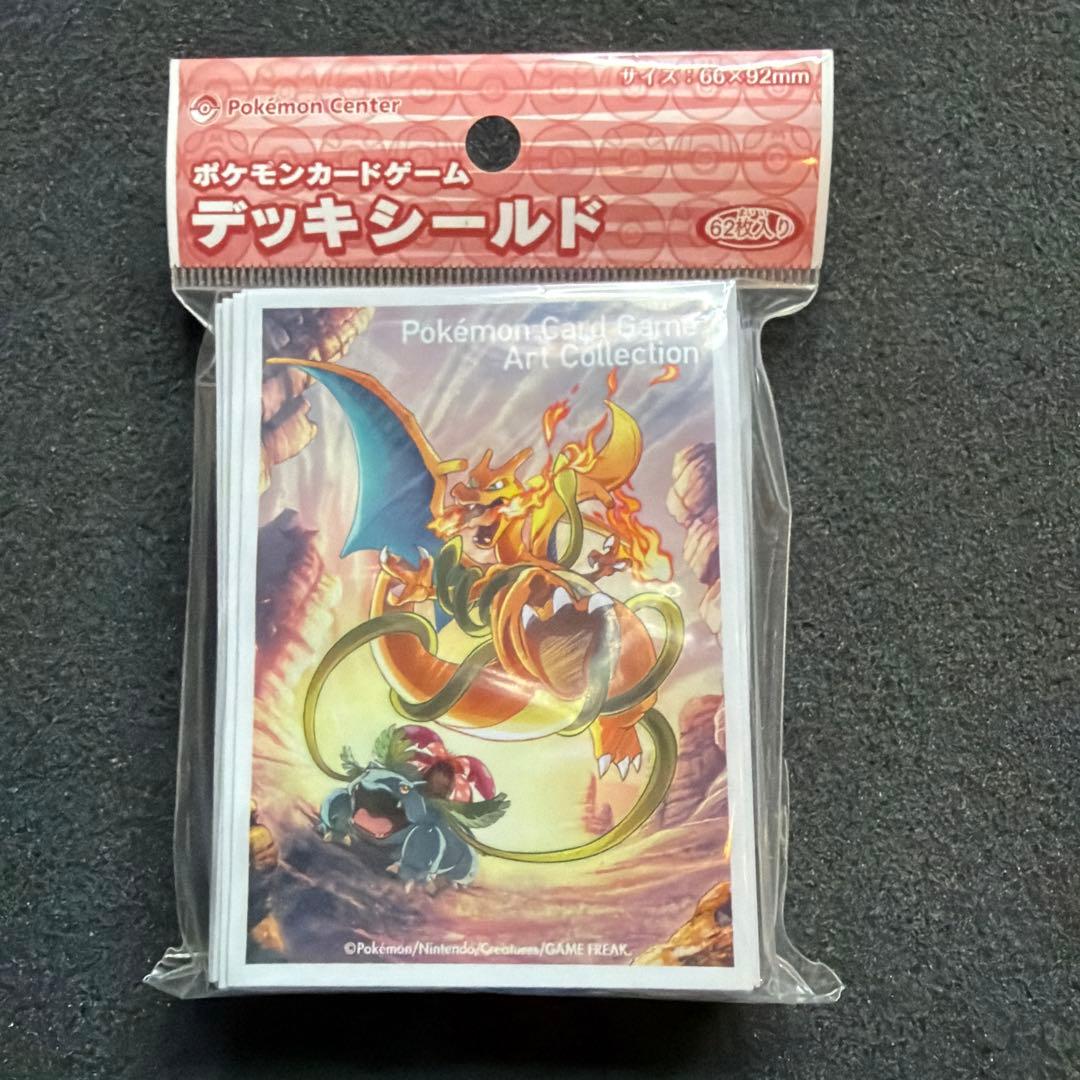 サイズ：66×92mm
Pokémon Center
ポケモンカードゲーム
デッキシールド
62枚入り
Pokémon Card Game
Art Collection
©Pokémon/Nintendo/Creatures/GAME FREAK.